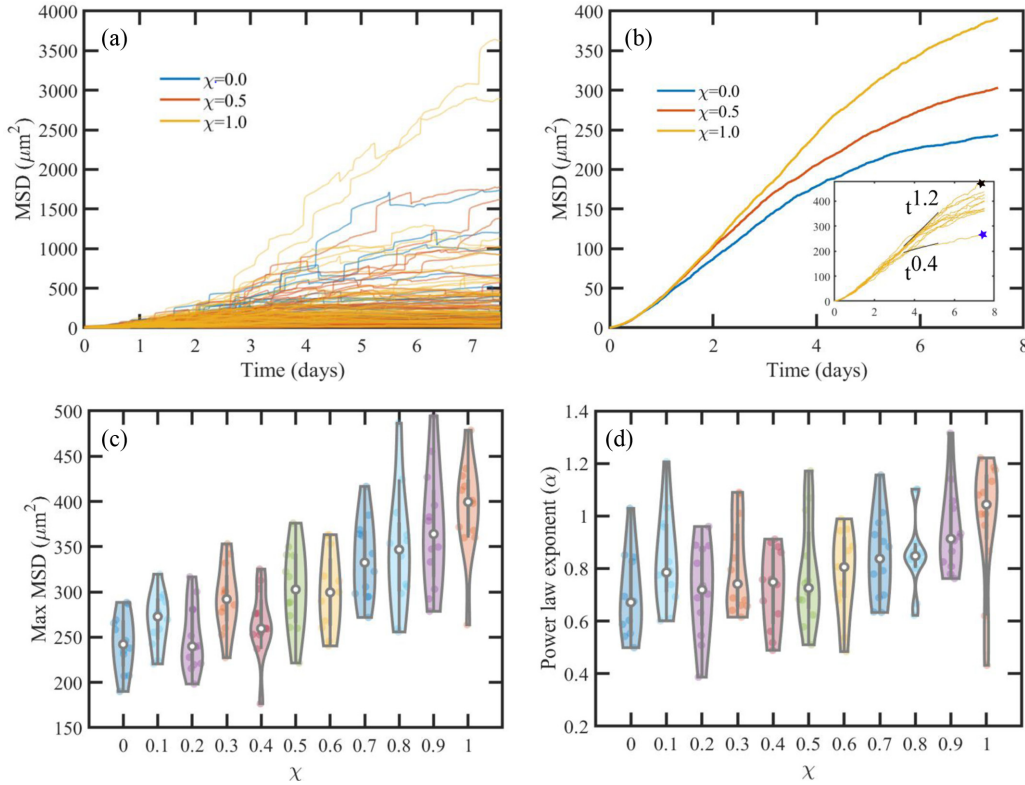 (a)
MSD (μm²)
4000
3500
3000
2500
2000
1500
1000
500
0
χ=0.0
χ=0.5
χ=1.0
0 1 2 3 4 5 6 7
Time (days)
(b)
MSD (μm²)
400
350
300
250
200
150
100
50
0
χ=0.0
χ=0.5
χ=1.0
400
300
200
100
0
t^1.2
t^0.4
0 2 4 6 8
0 2 4 6 8
Time (days)
(c)
Max MSD (μm²)
500
450
400
350
300
250
200
150
0 0.1 0.2 0.3 0.4 0.5 0.6 0.7 0.8 0.9 1
χ
(d)
Power law exponent (α)
1.4
1.2
1
0.8
0.6
0.4
0.2
0 0.1 0.2 0.3 0.4 0.5 0.6 0.7 0.8 0.9 1
χ